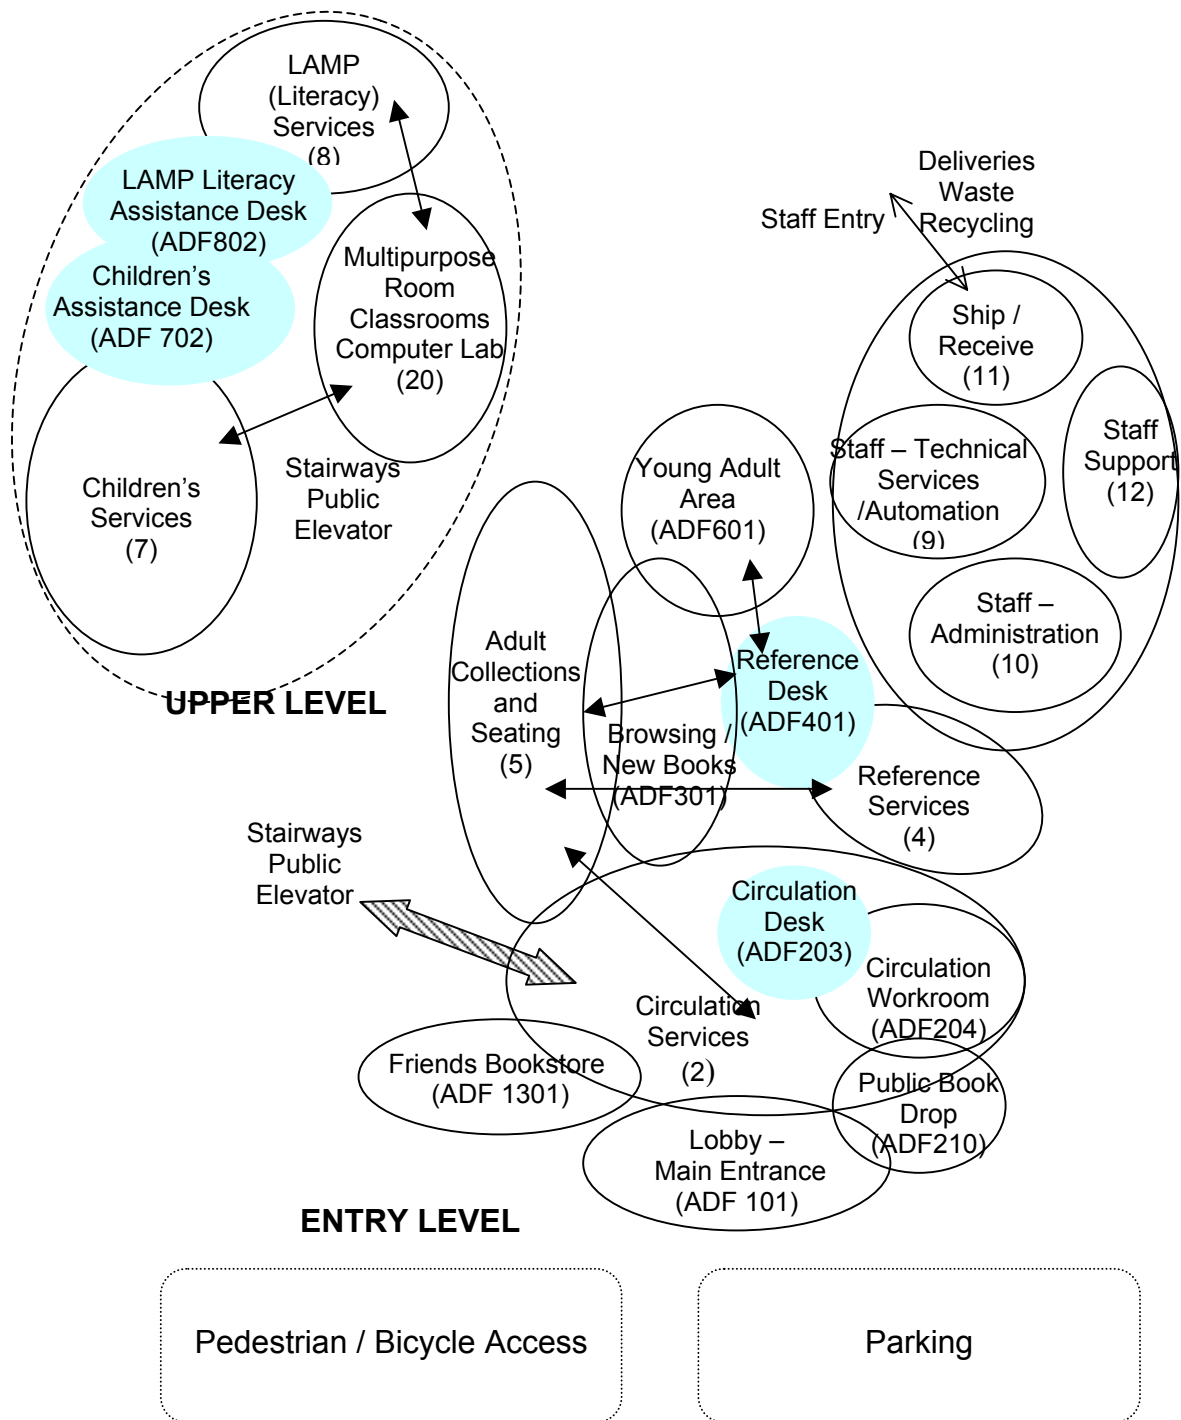 LAMP
(Literacy)
Services
(8)
LAMP Literacy
Assistance Desk
(ADF802)
Children's
Assistance Desk
(ADF 702)
Multipurpose
Room
Classrooms
Computer Lab
(20)
Children's
Services
(7)
Stairways
Public
Elevator
UPPER LEVEL
Deliveries
Waste
Recycling
Staff Entry
Ship /
Receive
(11)
Staff – Technical
Services
/Automation
(9)
Staff
Support
(12)
Staff –
Administration
(10)
Young Adult
Area
(ADF601)
Adult
Collections
and
Seating
(5)
Browsing /
New Books
(ADF301)
Reference
Desk
(ADF401)
Reference
Services
(4)
Stairways
Public
Elevator
Circulation
Desk
(ADF203)
Circulation
Workroom
(ADF204)
Circulation
Services
(2)
Friends Bookstore
(ADF 1301)
Public Book
Drop
(ADF210)
Lobby –
Main Entrance
(ADF 101)
ENTRY LEVEL
Pedestrian / Bicycle Access
Parking